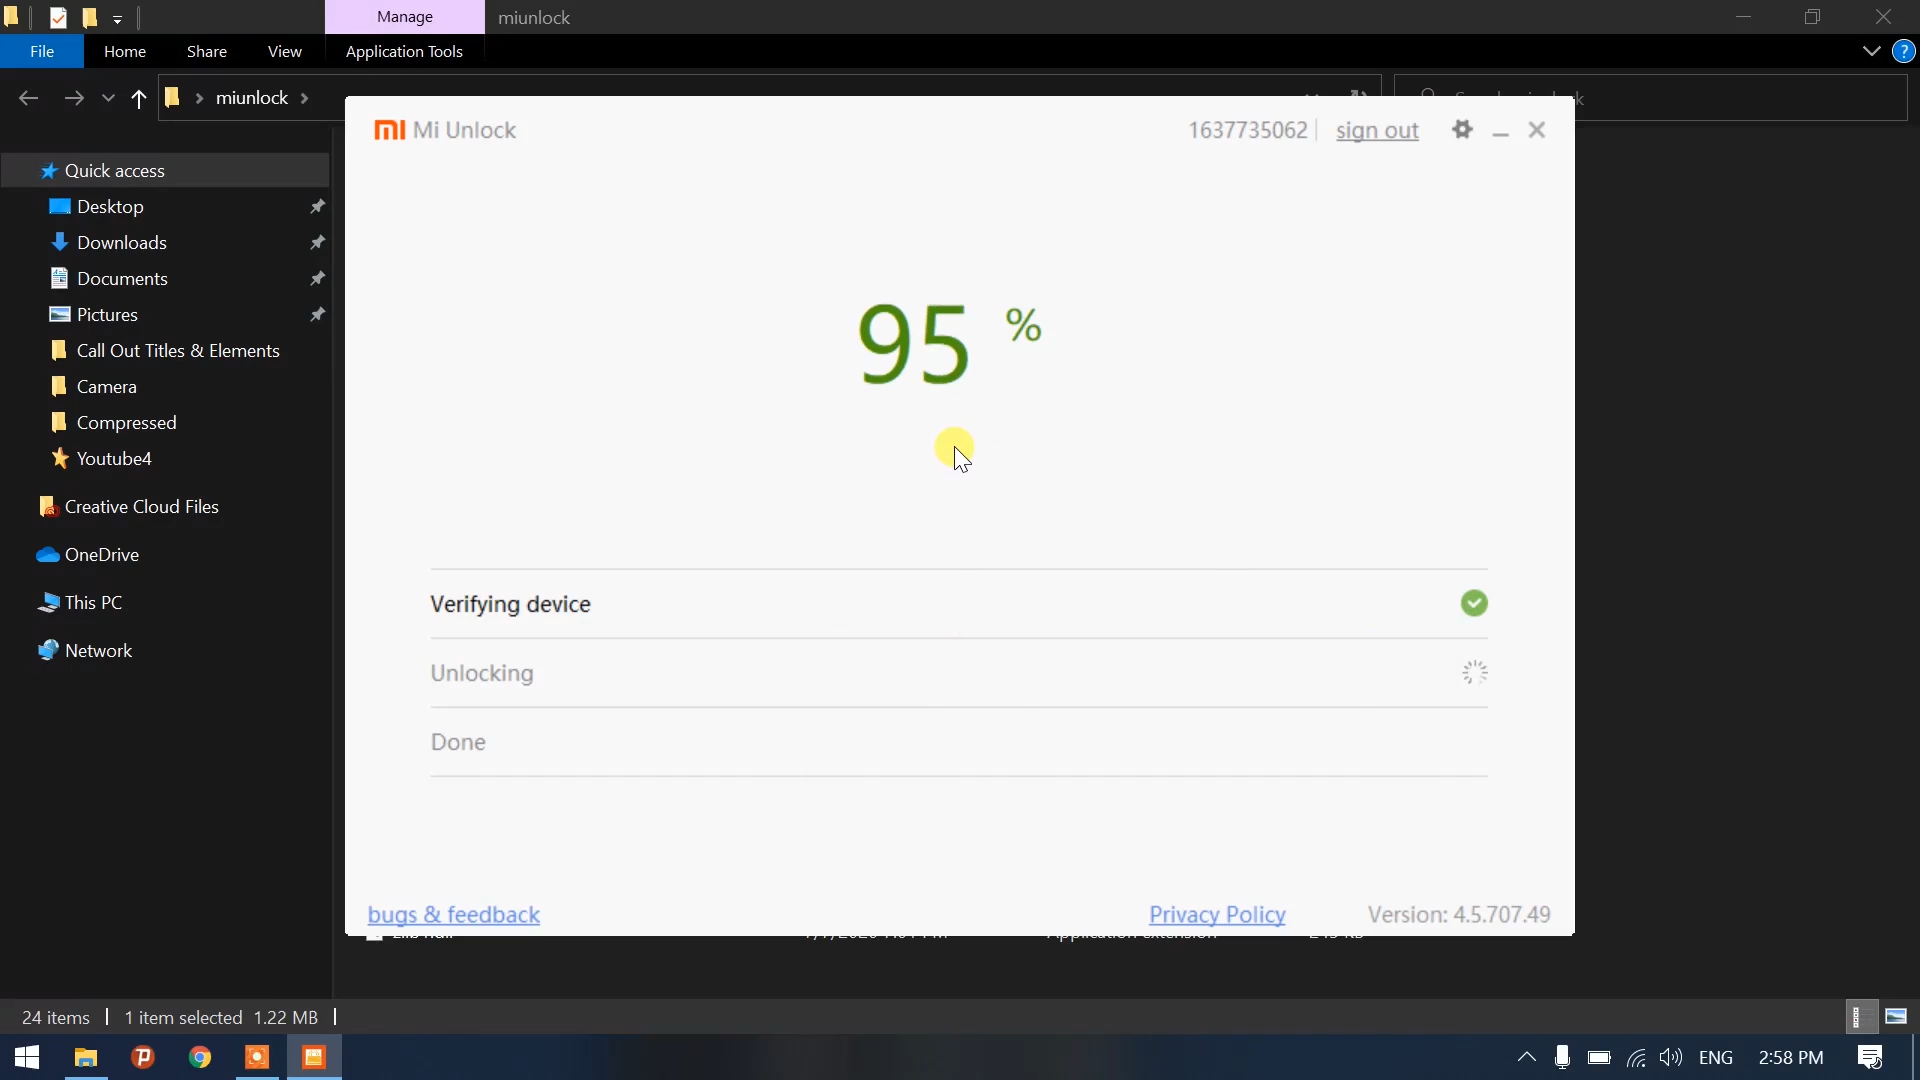 Manage
miunlock
File
Home
Share
View
Application Tools
miunlock
Mi Unlock
1637735062
sign out
Quick access
Desktop
Downloads
Documents
Pictures
Call Out Titles & Elements
Camera
Compressed
Youtube4
Creative Cloud Files
OneDrive
This PC
Network
95 %
Verifying device
Unlocking
Done
bugs & feedback
Privacy Policy
Version: 4.5.707.49
24 items
1 item selected 1.22 MB
ENG
2:58 PM